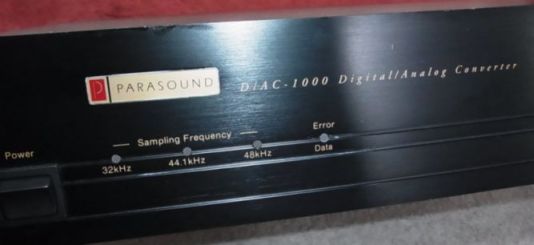 PARASOUND
D/AC-1000 Digital/Analog Converter
Power
Sampling Frequency
32kHz 44.1kHz 48kHz
Error
Data